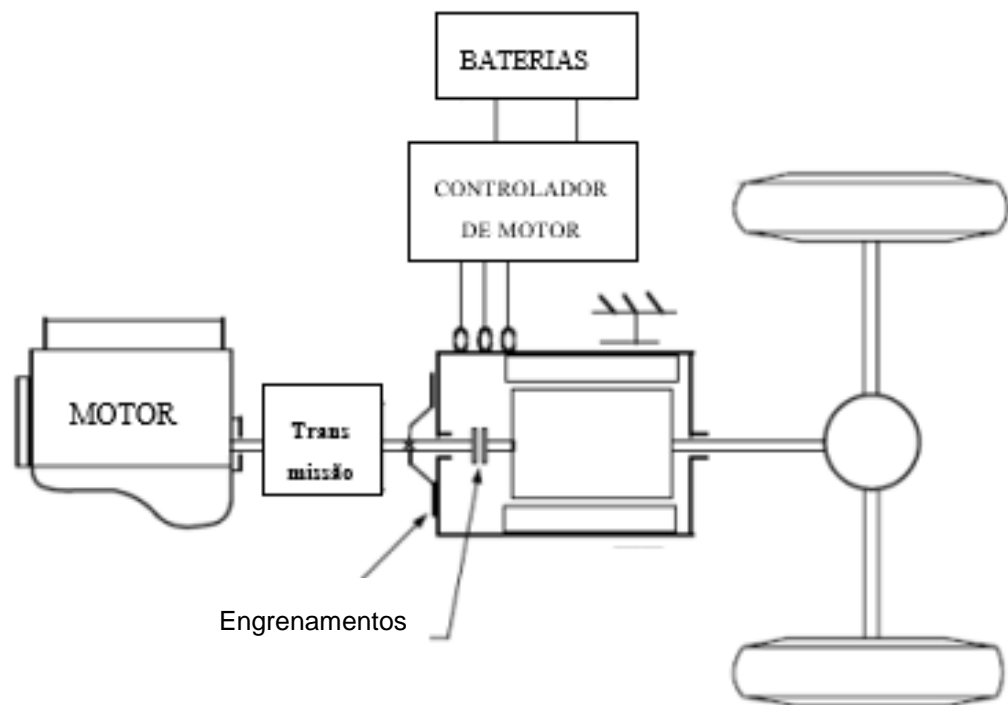 BATERIAS
CONTROLADOR
DE MOTOR
MOTOR
Trans
missão
Engrenamentos